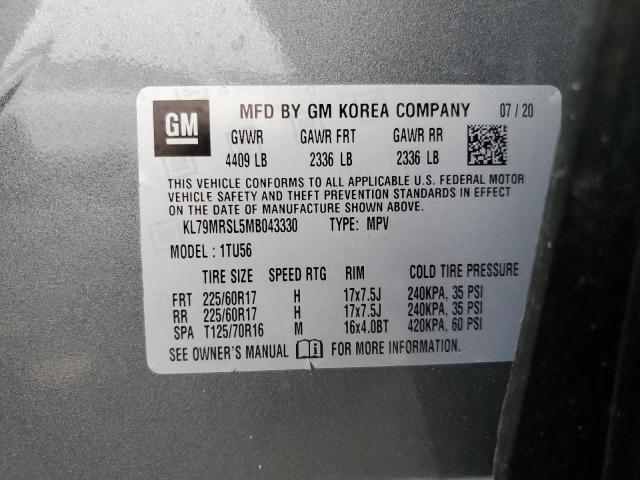 GM MFD BY GM KOREA COMPANY 07 / 20
GVWR GAWR FRT GAWR RR
4409 LB 2336 LB 2336 LB
THIS VEHICLE CONFORMS TO ALL APPLICABLE U.S. FEDERAL MOTOR
VEHICLE SAFETY AND THEFT PREVENTION STANDARDS IN EFFECT
ON THE DATE OF MANUFACTURE SHOWN ABOVE.
KL79MRSL5MB043330 TYPE: MPV
MODEL : 1TU56
TIRE SIZE SPEED RTG RIM COLD TIRE PRESSURE
FRT 225/60R17 H 17x7.5J 240KPA, 35 PSI
RR 225/60R17 H 17x7.5J 240KPA, 35 PSI
SPA T125/70R16 M 16x4.0BT 420KPA, 60 PSI
SEE OWNER'S MANUAL i FOR MORE INFORMATION.